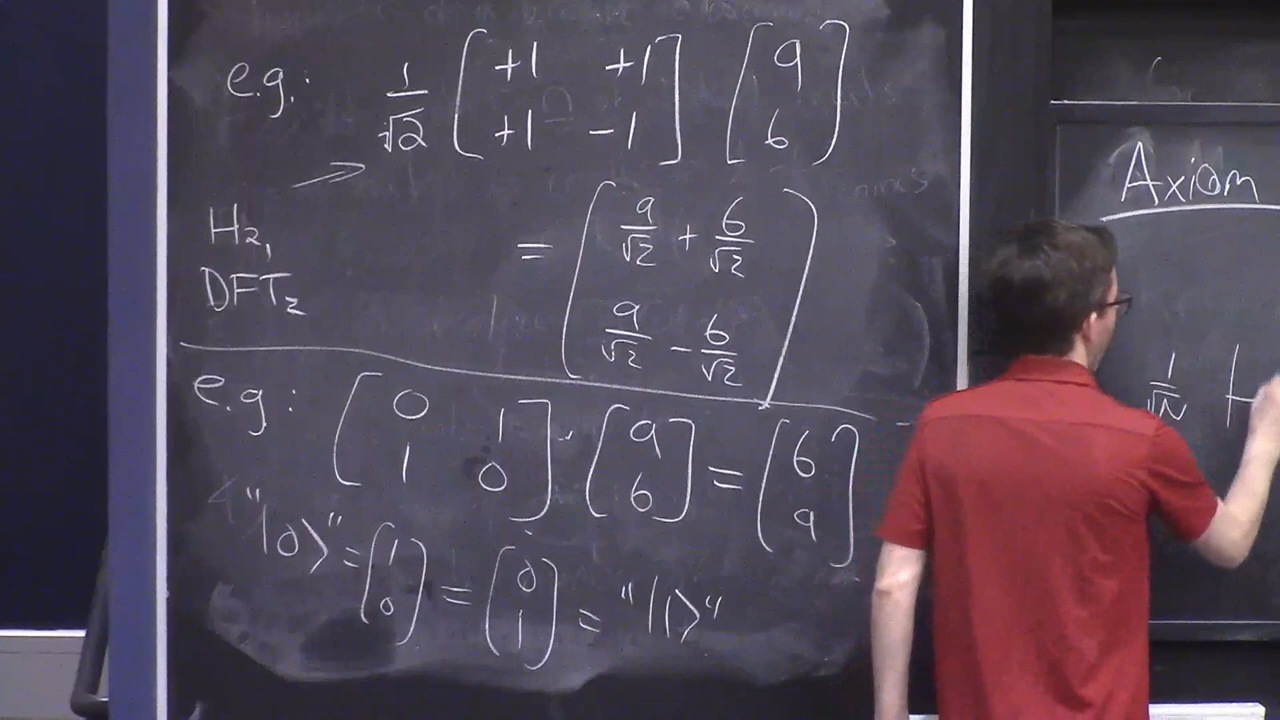 e.g.: 1/√2 [+1 +1; +1 -1] [9; 6]
→
H₂,
DFT₂
= [9/√2 + 6/√2; 9/√2 - 6/√2]
e.g: [0 1; 1 0] · [9; 6] = [6; 9]
"|0⟩" = [1; 0] = [0; 1] = "|1⟩"
Axiom
1/√N